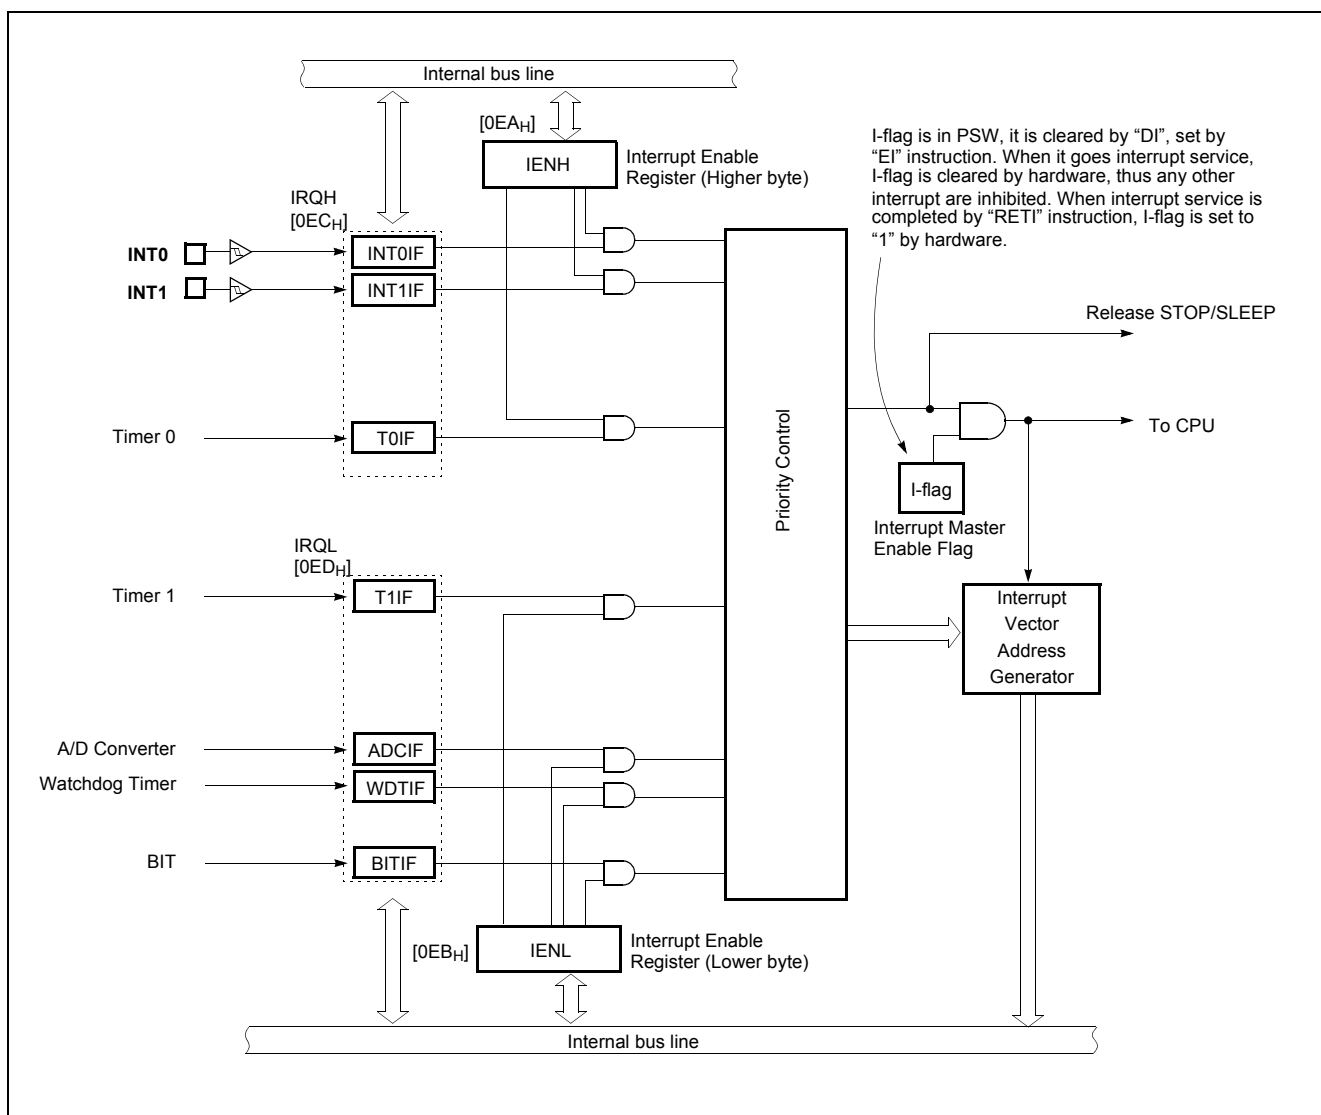 Internal bus line
[0EAH]
IENH
Interrupt Enable
Register (Higher byte)
I-flag is in PSW, it is cleared by “DI”, set by
“EI” instruction. When it goes interrupt service,
I-flag is cleared by hardware, thus any other
interrupt are inhibited. When interrupt service is
completed by “RETI” instruction, I-flag is set to
“1” by hardware.
IRQH
[0ECH]
INT0
INT0IF
INT1
INT1IF
Release STOP/SLEEP
Timer 0
T0IF
Priority Control
To CPU
I-flag
Interrupt Master
Enable Flag
IRQL
[0EDH]
Timer 1
T1IF
Interrupt
Vector
Address
Generator
A/D Converter
ADCIF
Watchdog Timer
WDTIF
BIT
BITIF
[0EBH]
IENL
Interrupt Enable
Register (Lower byte)
Internal bus line